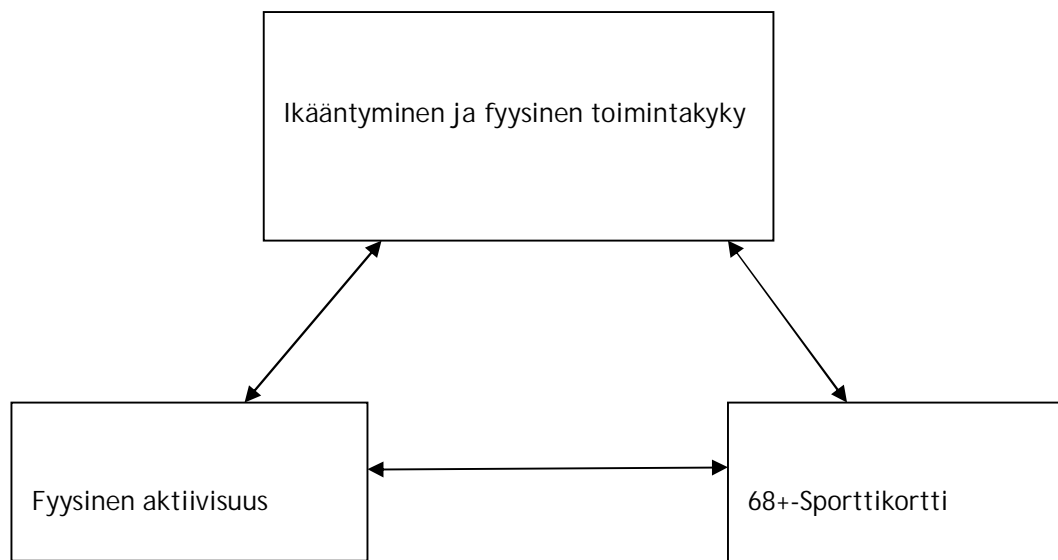 Ikääntyminen ja fyysinen toimintakyky
Fyysinen aktiivisuus
68+-Sporttikortti